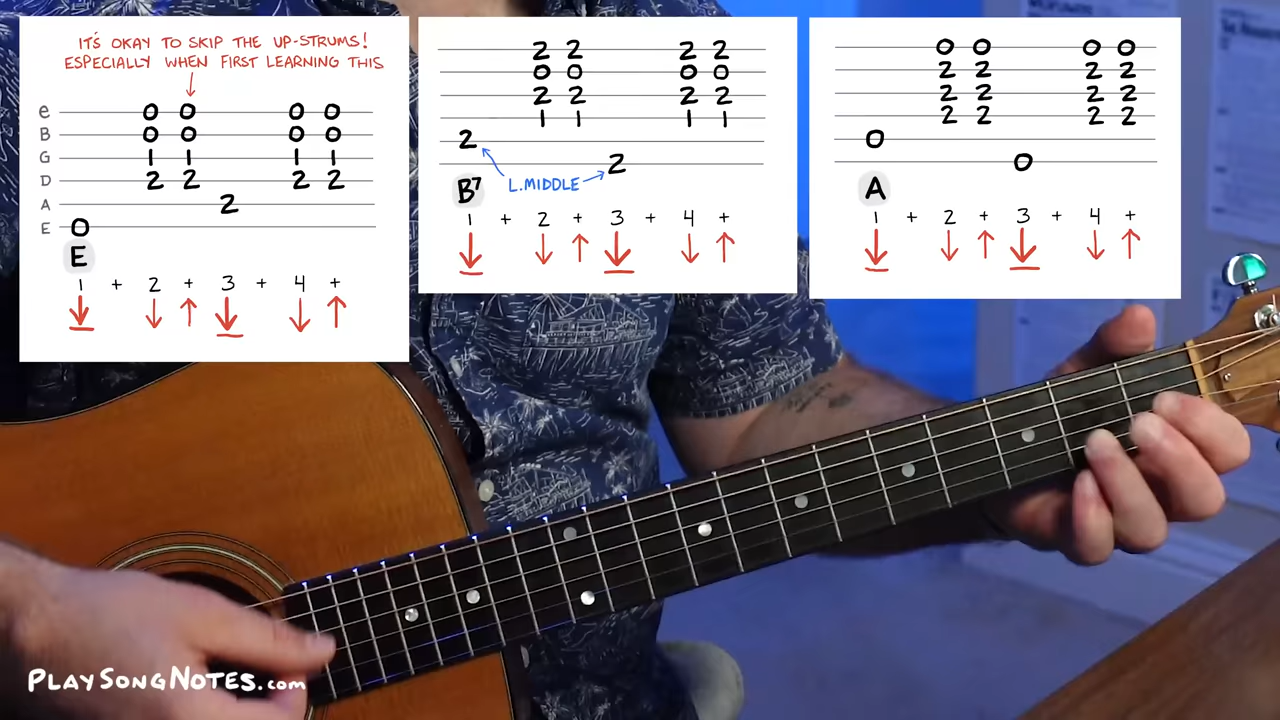 IT'S OKAY TO SKIP THE UP-STRUMS!
ESPECIALLY WHEN FIRST LEARNING THIS
e 0 0 0 0
B 0 0 0 0
G 1 1 1 1
D 2 2 2 2
A 2
E 0
E
1 + 2 + 3 + 4 +
2 2 2 2
0 0 0 0
2 2 2 2
1 1 1 1
2
2
L.MIDDLE
B7
1 + 2 + 3 + 4 +
0 0 0 0
2 2 2 2
2 2 2 2
2 2 2 2
0
0
A
1 + 2 + 3 + 4 +
PLAYSONGNOTES.COM